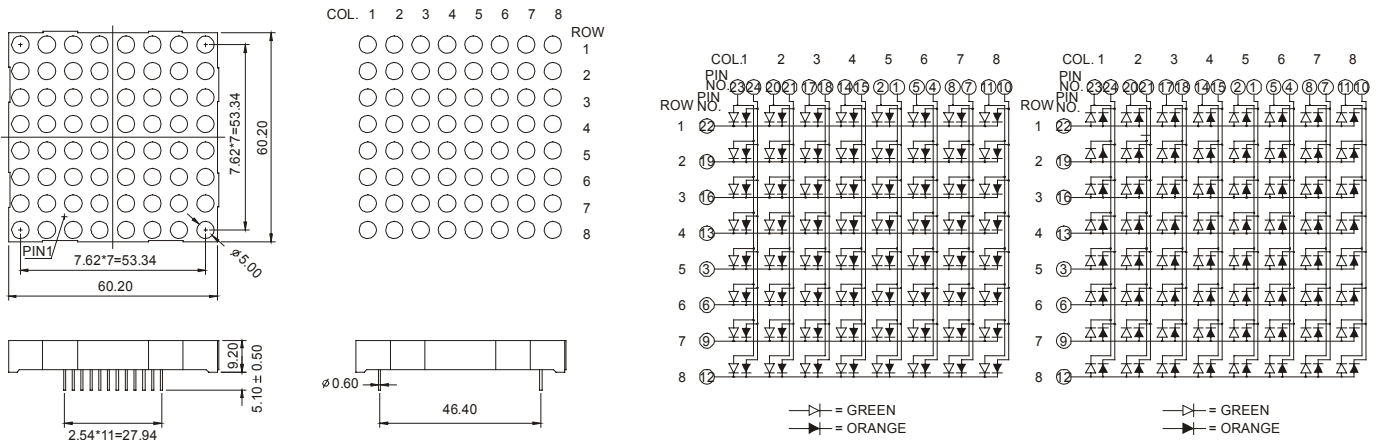 COL. 1 2 3 4 5 6 7 8
ROW
1
2
3
4
5
6
7
8
7.62*7=53.34
60.20
PIN1
7.62*7=53.34
ø5.00
60.20
9.20
5.10 ± 0.50
2.54*11=27.94
ø0.60
46.40
COL.1 2 3 4 5 6 7 8
PIN
NO. 23 24 20 21 17 18 14 15 2 1 5 4 8 7 11 10
PIN
ROW NO.
1 22
2 19
3 16
4 13
5 3
6 6
7 9
8 12
= GREEN
= ORANGE
COL. 1 2 3 4 5 6 7 8
PIN
NO. 23 24 20 21 17 18 14 15 2 1 5 4 8 7 11 10
PIN
ROW NO.
1 22
2 19
3 16
4 13
5 3
6 6
7 9
8 12
= GREEN
= ORANGE